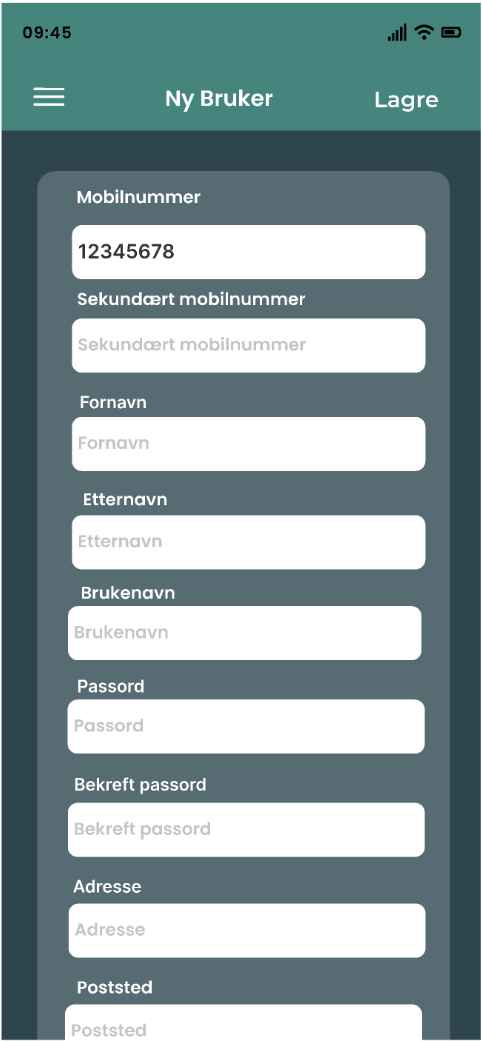 09:45
Ny Bruker
Lagre
Mobilnummer
12345678
Sekundært mobilnummer
Sekundært mobilnummer
Fornavn
Fornavn
Etternavn
Etternavn
Brukenavn
Brukenavn
Passord
Passord
Bekreft passord
Bekreft passord
Adresse
Adresse
Poststed
Poststed